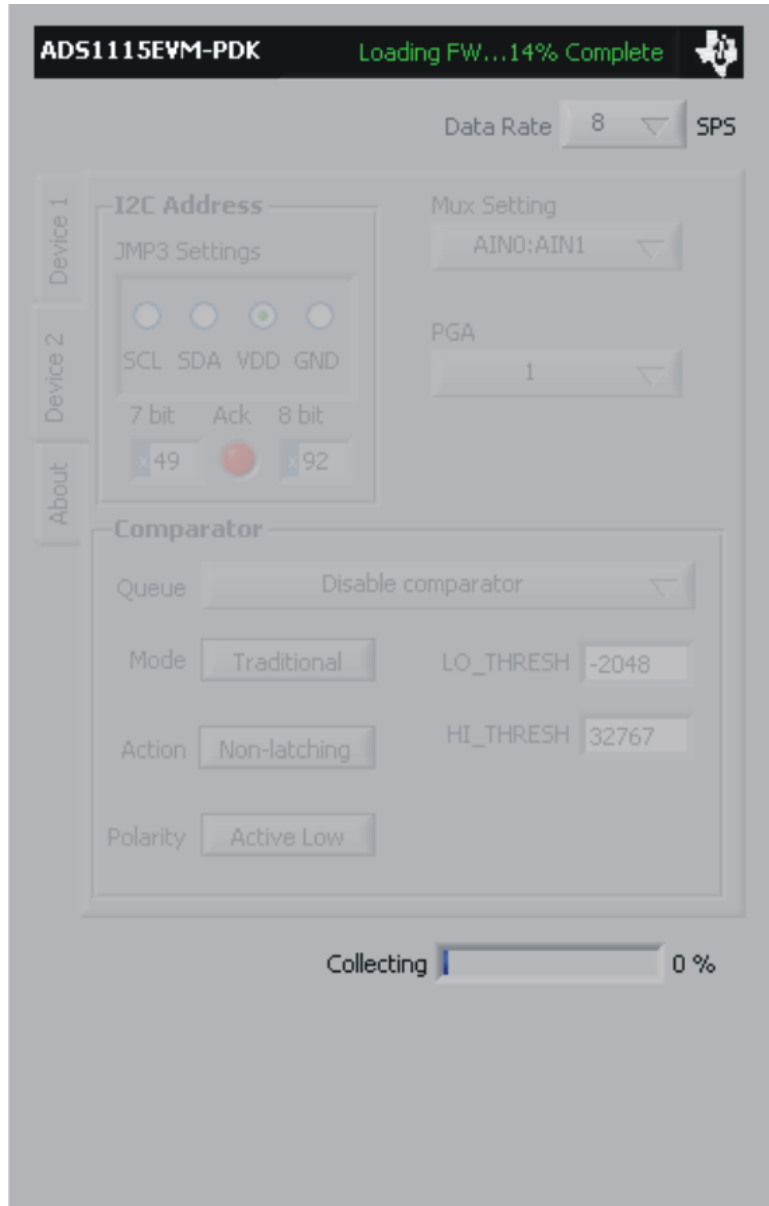 ADS1115EVM-PDK Loading FW...14% Complete
Data Rate 8 SPS
Device 1
Device 2
About
I2C Address
JMP3 Settings
SCL SDA VDD GND
7 bit Ack 8 bit
x 49 x 92
Mux Setting
AIN0:AIN1
PGA
1
Comparator
Queue Disable comparator
Mode Traditional LO_THRESH -2048
Action Non-latching HI_THRESH 32767
Polarity Active Low
Collecting 0 %